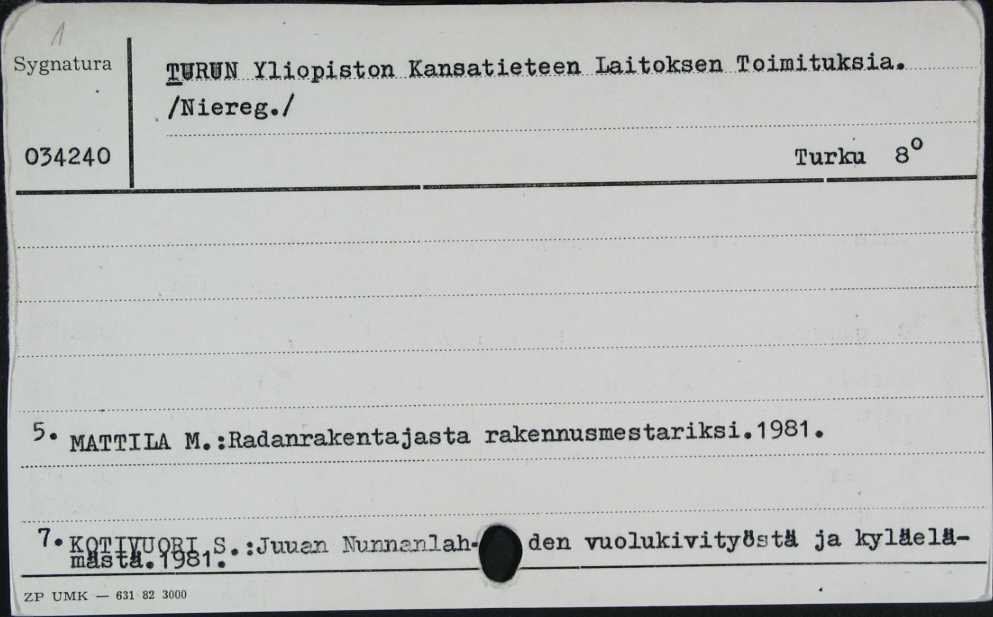 1
Sygnatura
TURUN Yliopiston Kansatieteen Laitoksen Toimituksia.
/Niereg./
034240
Turku 8º
5. MATTILA M.:Radanrakentajasta rakennusmestariksi.1981.
7. KOTIVUORI S.:Juuan Nunnanlah- den vuolukivityöstä ja kyläelä-
mästä.1981.
ZP UMK — 631 82 3000